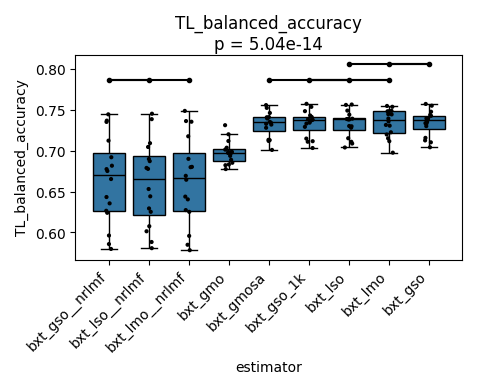 TL_balanced_accuracy
p = 5.04e-14
TL_balanced_accuracy
0.80
0.75
0.70
0.65
0.60
bxt_gso__nrlmf
bxt_lso__nrlmf
bxt_lmo__nrlmf
bxt_gmo
bxt_gmosa
bxt_gso_1k
bxt_lso
bxt_lmo
bxt_gso
estimator